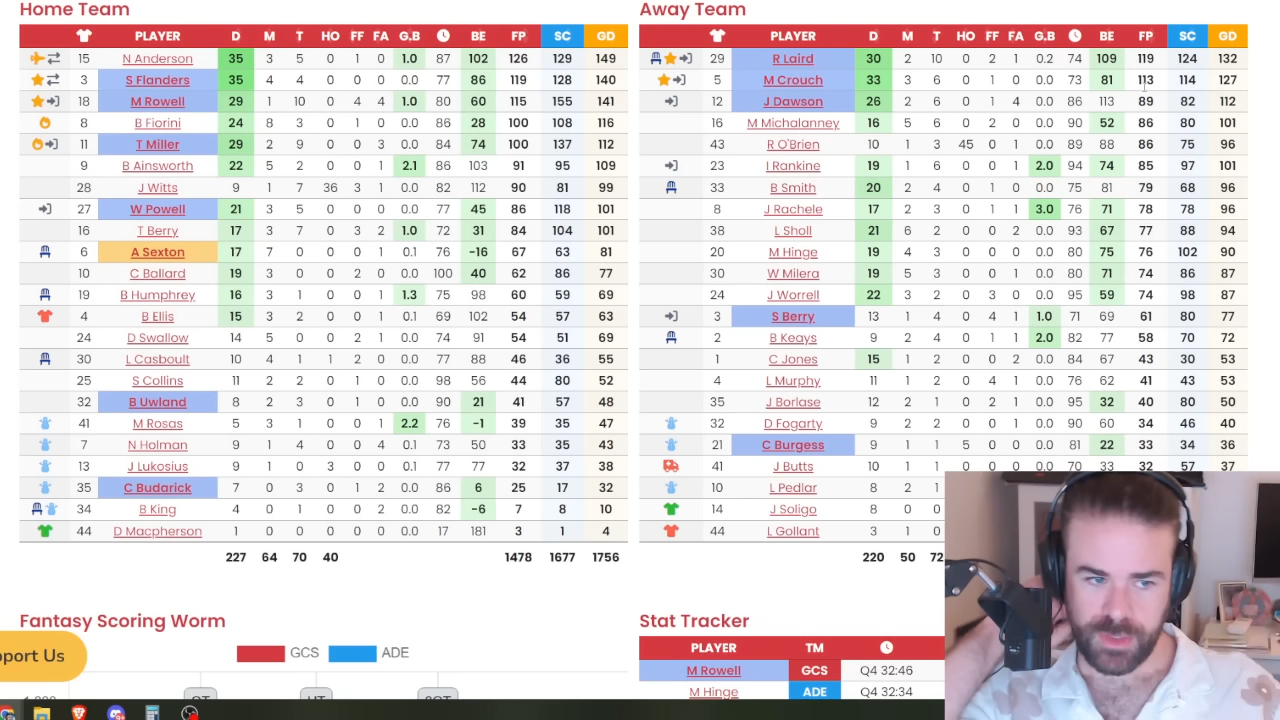 Home Team
PLAYER D M T HO FF FA G.B BE FP SC GD
15 N Anderson 35 3 5 0 1 0 1.0 87 102 126 129 149
3 S Flanders 35 4 4 0 0 0 0.0 77 86 119 128 140
18 M Rowell 29 1 10 0 4 4 1.0 80 60 115 155 141
8 B Fiorini 24 8 3 0 1 0 0.0 86 28 100 108 116
11 T Miller 29 2 9 0 0 3 0.0 84 74 100 137 112
9 B Ainsworth 22 5 2 0 0 1 2.1 86 103 91 95 109
28 J Witts 9 1 7 36 3 1 0.0 82 112 90 81 99
27 W Powell 21 3 5 0 1 0 0.0 77 45 86 118 101
16 T Berry 17 3 7 0 3 2 1.0 72 31 84 104 101
6 A Sexton 17 7 0 0 0 1 0.1 76 -16 67 63 81
10 C Ballard 19 3 0 0 2 0 0.0 100 40 62 86 77
19 B Humphrey 16 3 1 0 0 1 1.3 75 98 60 59 69
4 B Ellis 15 3 2 0 1 1 0.1 69 102 54 57 63
24 D Swallow 14 5 0 0 2 1 0.0 74 91 54 51 69
30 L Casboult 10 4 1 1 2 0 0.0 77 88 46 36 55
25 S Collins 11 2 2 0 1 0 0.0 98 56 44 80 52
32 B Uwland 8 2 3 0 1 0 0.0 90 21 41 57 48
41 M Rosas 5 3 1 0 0 1 2.2 76 -1 39 35 47
7 N Holman 9 1 4 0 0 4 0.1 73 50 33 35 43
13 J Lukosius 9 1 0 3 0 0 0.1 77 77 32 37 38
35 C Budarick 7 0 3 0 1 2 0.0 86 6 25 17 32
34 B King 4 0 1 0 0 2 0.0 82 -6 7 8 10
44 D Macpherson 1 0 0 0 0 0 0.0 17 181 3 1 4
227 64 70 40 1478 1677 1756
Away Team
PLAYER D M T HO FF FA G.B BE FP SC GD
29 R Laird 30 2 10 0 2 1 0.2 74 109 119 124 132
5 M Crouch 33 3 6 0 1 0 0.0 73 81 113 114 127
12 J Dawson 26 2 6 0 1 4 0.0 86 113 89 82 112
16 M Michalanney 16 5 6 0 2 0 0.0 90 52 86 80 101
43 R O'Brien 10 1 3 45 0 1 0.0 89 88 86 75 96
23 I Rankine 19 1 6 0 0 1 2.0 94 74 85 97 101
33 B Smith 20 2 4 0 1 0 0.0 75 81 79 68 96
8 J Rachele 17 2 3 0 1 1 3.0 76 71 78 78 96
38 L Sholl 21 6 2 0 0 2 0.0 93 67 77 88 94
20 M Hinge 19 4 3 0 0 0 0.0 80 75 76 102 90
30 W Milera 19 5 3 0 0 1 0.0 80 71 74 86 87
24 J Worrell 22 3 2 0 3 0 0.0 95 59 74 98 87
3 S Berry 13 1 4 0 4 1 1.0 71 69 61 80 77
2 B Keays 9 2 4 0 1 0 2.0 82 77 58 70 72
1 C Jones 15 1 2 0 0 2 0.0 84 67 43 30 53
4 L Murphy 11 1 2 0 4 1 0.0 76 62 41 43 53
35 J Borlase 12 2 1 0 2 1 0.0 95 32 40 80 50
32 D Fogarty 9 2 2 0 0 1 0.0 90 60 34 46 40
21 C Burgess 9 1 1 5 0 0 0.0 81 22 33 34 36
41 J Butts 10 1 1 0 0 0 0.0 70 33 32 57 37
10 L Pedlar 8 2 1
14 J Soligo 8 0 0
44 L Gollant 3 1 0
220 50 72
Fantasy Scoring Worm
GCS ADE
pport Us
Stat Tracker
PLAYER TM
M Rowell GCS Q4 32:46
M Hinge ADE Q4 32:34